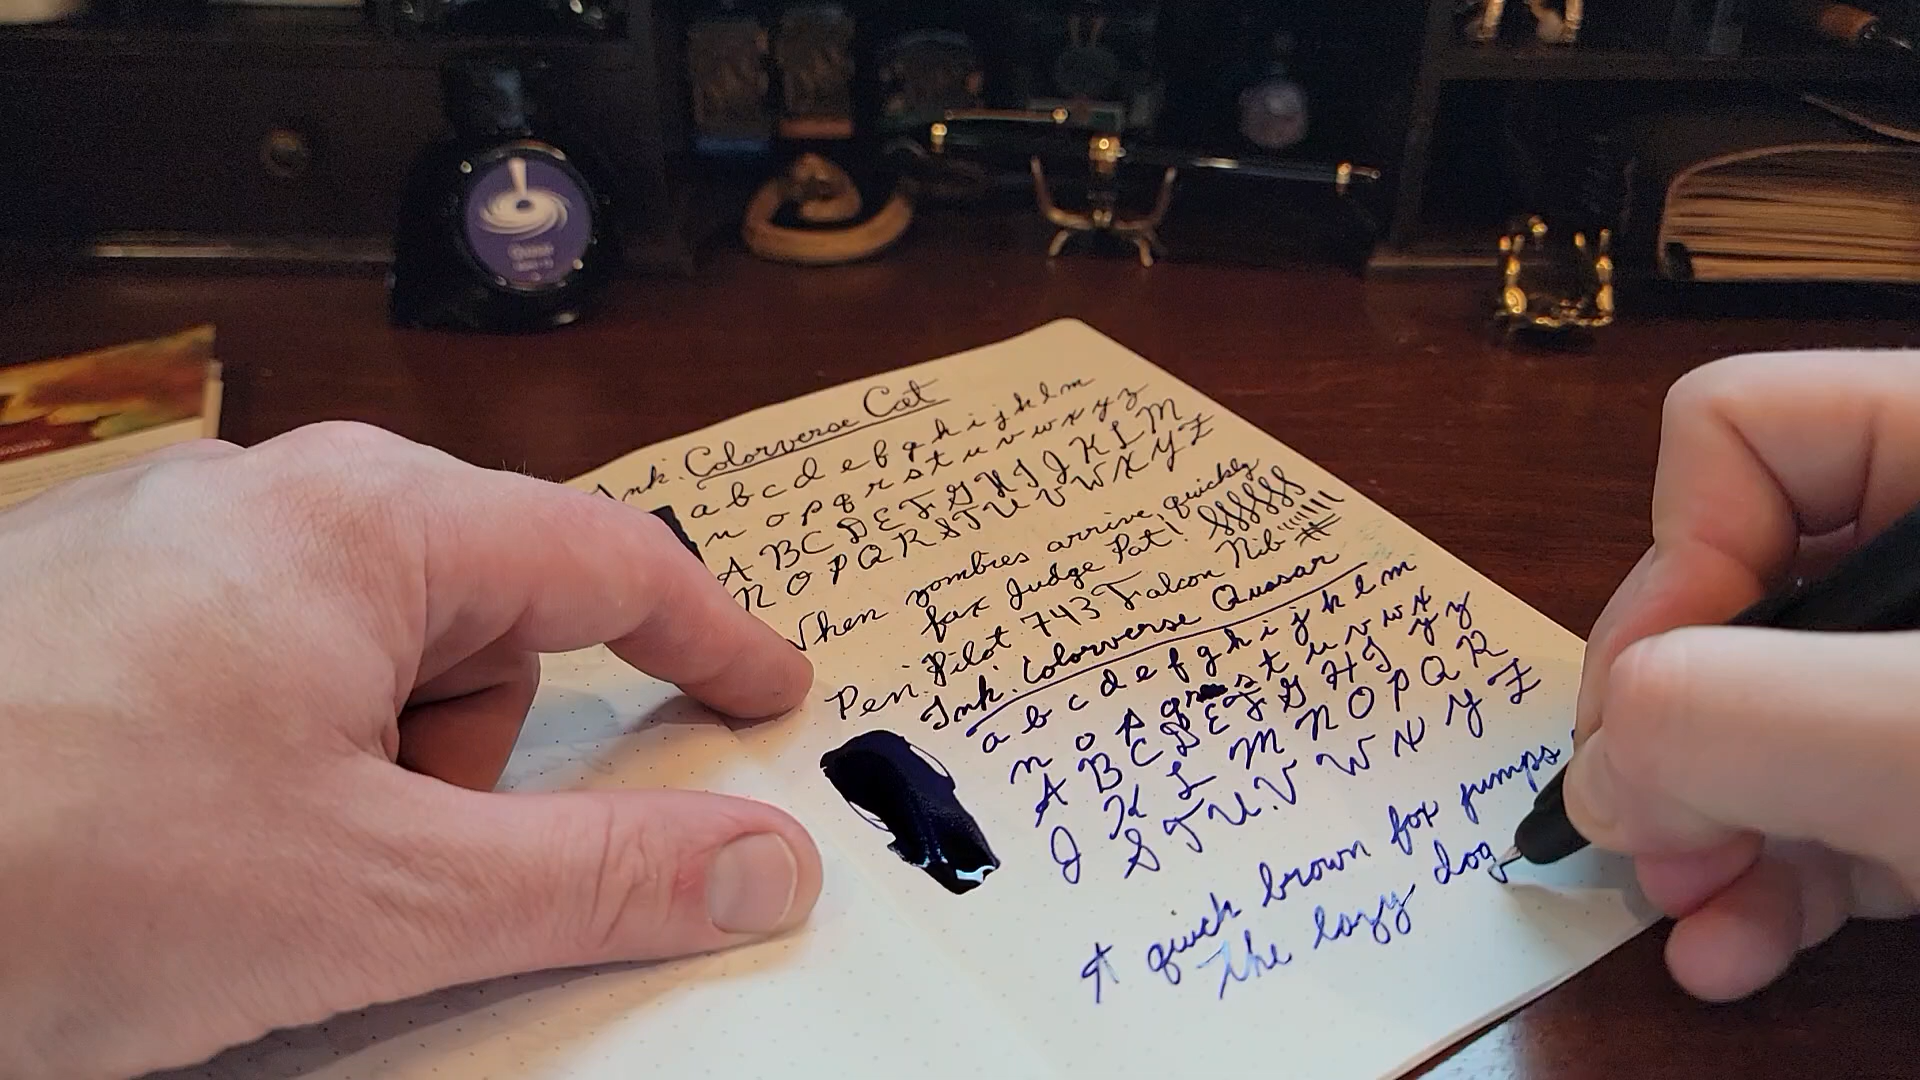 Ink: Colorverse Cat
a b c d e f g h i j k l m
n o p q r s t u v w x y z
A B C D E F G H I J K L M
N O P Q R S T U V W X Y Z
When zombies arrive, quickly
fax Judge Pat!
Pen: Pilot 743 Falcon Nib
Ink: Colorverse Quasar
a b c d e f g h i j k l m
n o p q r s t u v w x y z
A B C D E F G H I
J K L M N O P Q R
S T U V W X Y Z
A quick brown fox jumps
the lazy dog
Quasar